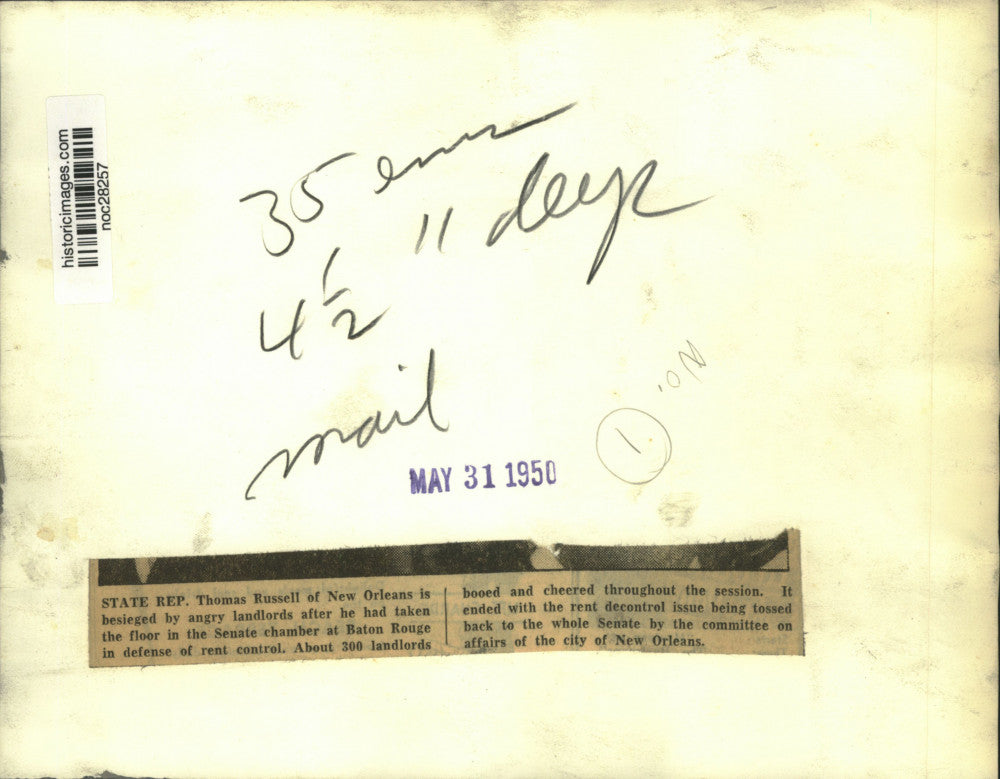 historicimages.com
noc28257
35 ems
4 1/2 " deep
mail
No.
1
MAY 31 1950
STATE REP. Thomas Russell of New Orleans is
besieged by angry landlords after he had taken
the floor in the Senate chamber at Baton Rouge
in defense of rent control. About 300 landlords
booed and cheered throughout the session. It
ended with the rent decontrol issue being tossed
back to the whole Senate by the committee on
affairs of the city of New Orleans.